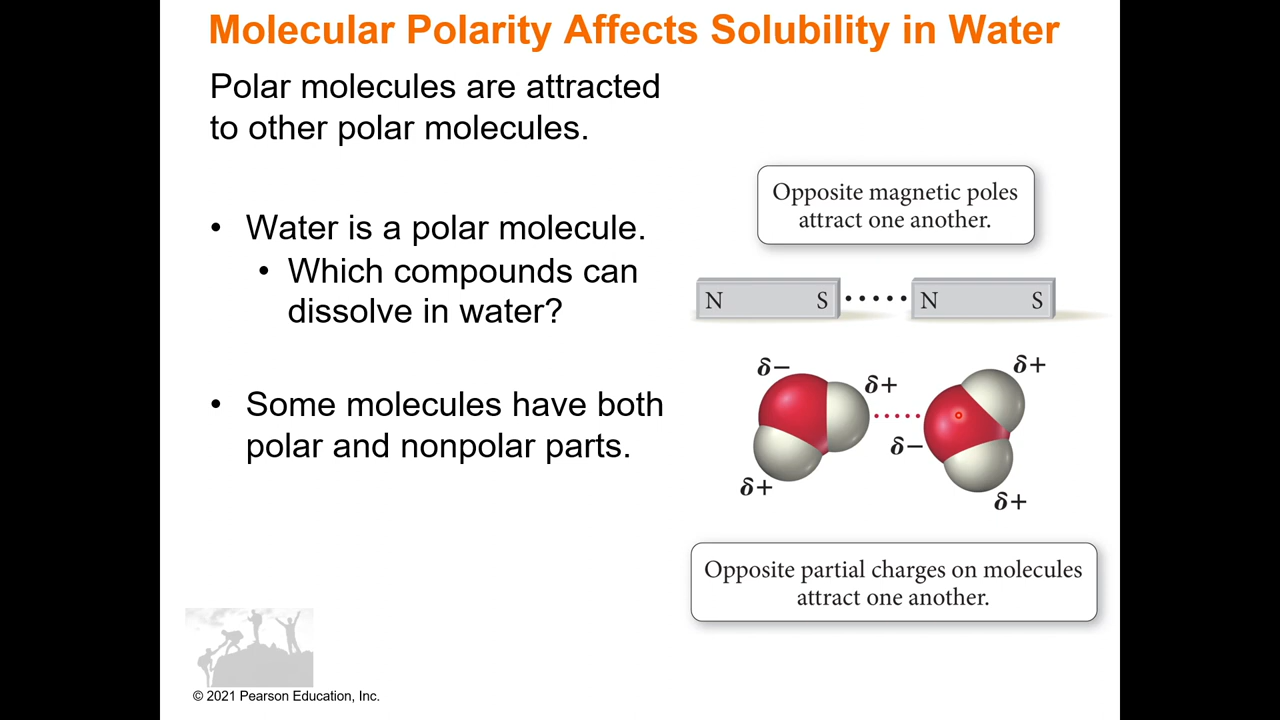 Molecular Polarity Affects Solubility in Water
Polar molecules are attracted
to other polar molecules.
• Water is a polar molecule.
• Which compounds can
dissolve in water?
• Some molecules have both
polar and nonpolar parts.
Opposite magnetic poles
attract one another.
N S N S
δ− δ+ δ+
δ−
δ+ δ+
Opposite partial charges on molecules
attract one another.
© 2021 Pearson Education, Inc.